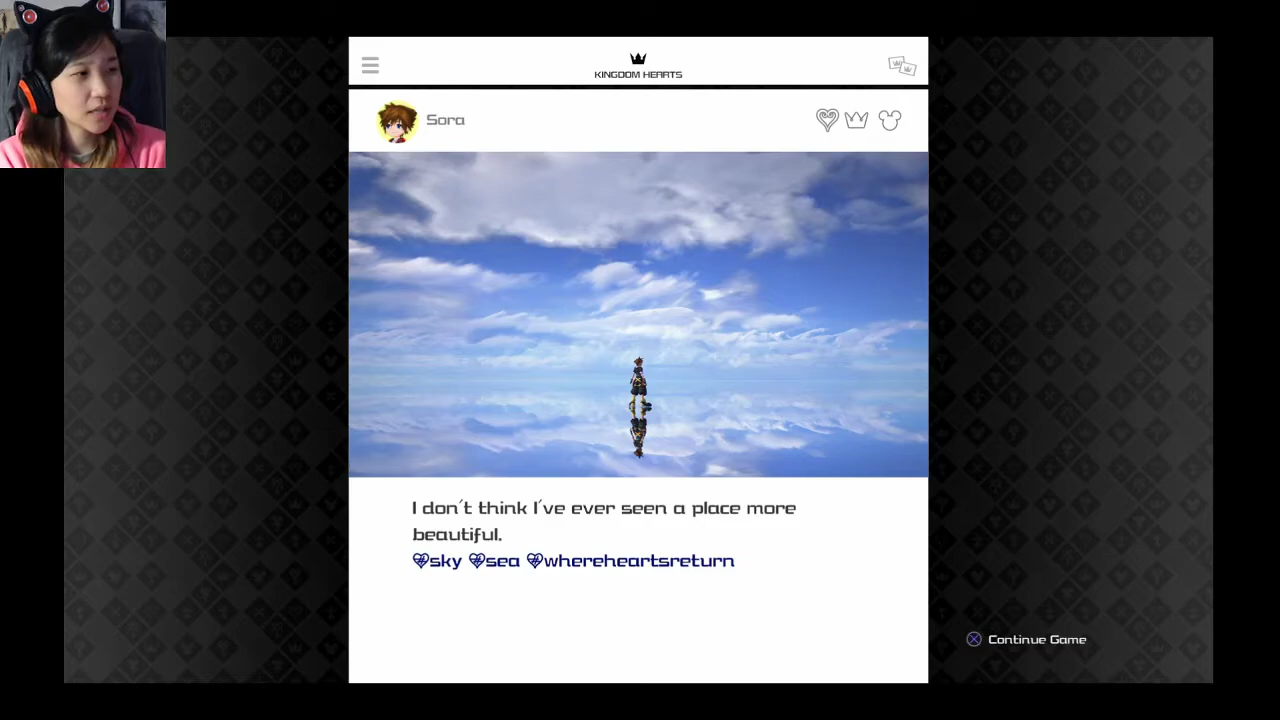 KINGDOM HEARTS
Sora
I don't think I've ever seen a place more
beautiful.
#sky #sea #whereheartsreturn
Continue Game